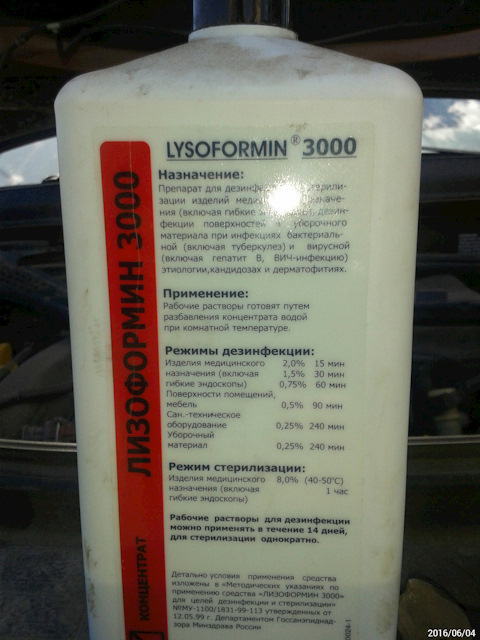 LYSOFORMIN® 3000
Назначение:
Препарат для
зации изделий
ния (включая гибкие дезин-
фекции поверхностей уборочного
материала при инфекциях бактериаль-
ной (включая туберкулез) и вирусной
(включая гепатит В, ВИЧ-инфекцию)
этиологии,кандидозах и дерматофитиях.
Применение:
Рабочие растворы готовят путем
разбавления концентрата водой
при комнатной температуре.
Режимы дезинфекции:
Изделия медицинского 2,0% 15 мин
назначения (включая 1,5% 30 мин
гибкие эндоскопы) 0,75% 60 мин
Поверхности помещений,
мебель 0,5% 90 мин
Сан.-техническое
оборудование 0,25% 240 мин
Уборочный
материал 0,25% 240 мин
Режим стерилизации:
Изделия медицинского 8,0% (40-50°С)
назначения (включая 1 час
гибкие эндоскопы)
Рабочие растворы для дезинфекции
можно применять в течение 14 дней,
для стерилизации однократно.
Детально условия применения средства
изложены в «Методических указаниях по
применению средства «ЛИЗОФОРМИН 3000»
для целей дезинфекции и стерилизации»
№МУ-1100/1831-99-113 утвержденных от
12.05.99 г. Департаментом Госсанэпиднад-
зора Минздрава России
ЛИЗОФОРМИН 3000
КОНЦЕНТРАТ
2016/06/04